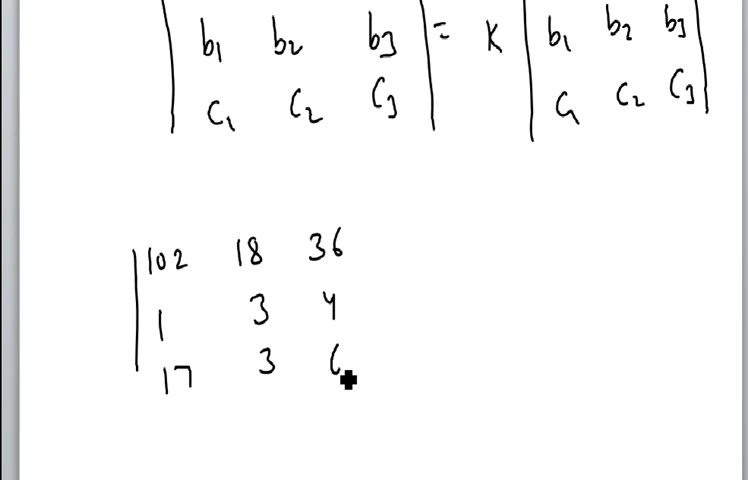 | b₁ b₂ b₃ | = K | b₁ b₂ b₃ |
| c₁ c₂ c₃ | | c₁ c₂ c₃ |
| 102 18 36
| 1 3 4
| 17 3